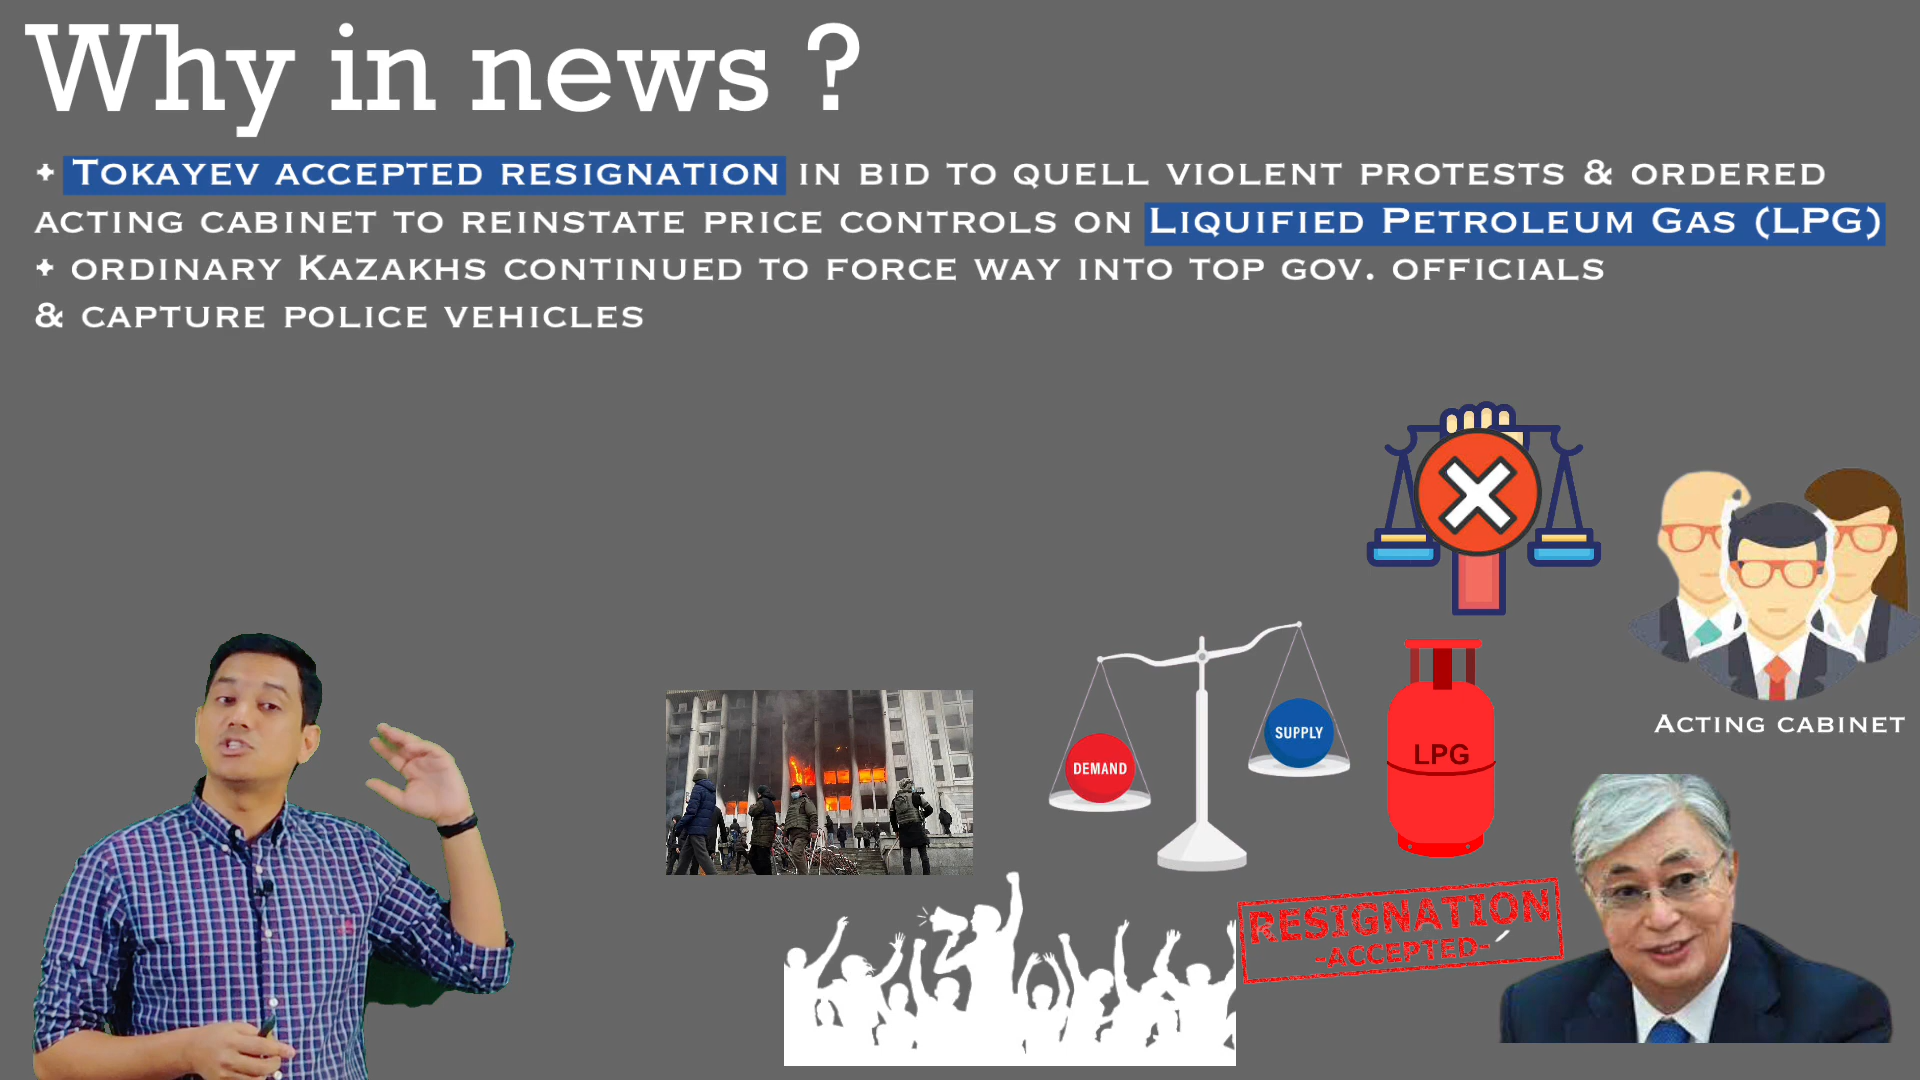 Why in news ?
+ Tokayev accepted resignation in bid to quell violent protests & ordered
acting cabinet to reinstate price controls on Liquified Petroleum Gas (LPG)
+ ordinary Kazakhs continued to force way into top gov. officials
& capture police vehicles
DEMAND
SUPPLY
LPG
Acting cabinet
RESIGNATION
-ACCEPTED-